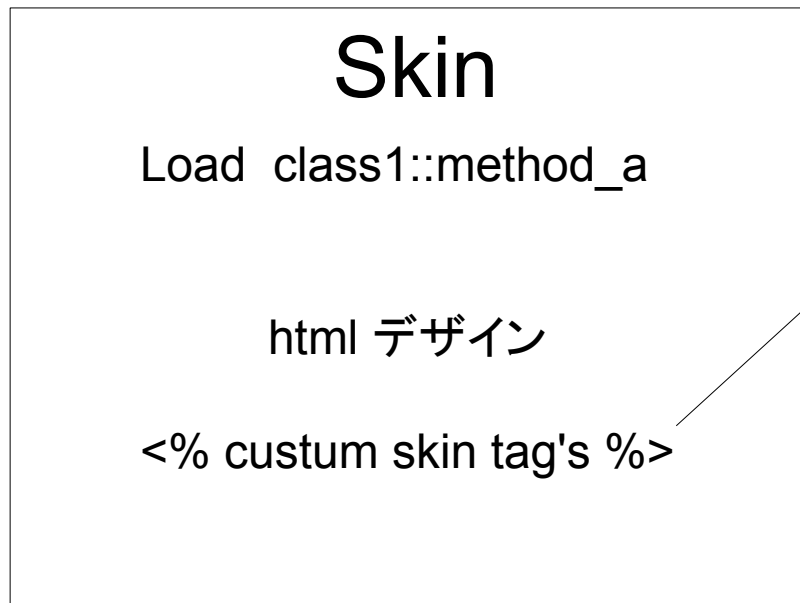 Skin
Load class1::method_a
html デザイン
<% custum skin tag's %>